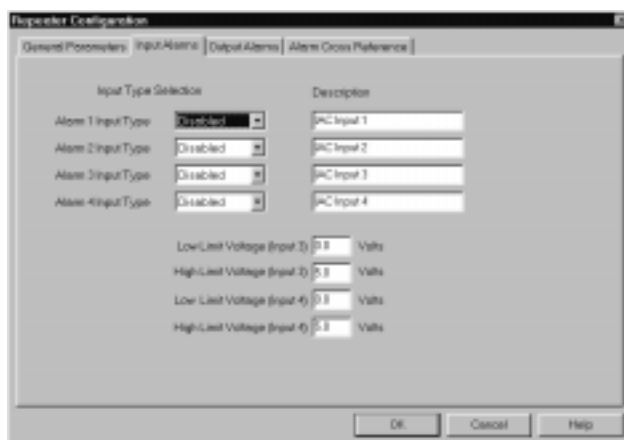 Repeater Configuration
General Parameters Input Alarms Output Alarms Alarm Cross Reference
Input Type Selection Description
Alarm 1 Input Type Disabled IAC Input 1
Alarm 2 Input Type Disabled IAC Input 2
Alarm 3 Input Type Disabled IAC Input 3
Alarm 4 Input Type Disabled IAC Input 4
Low Limit Voltage (Input 3) 0.0 Volts
High Limit Voltage (Input 3) 5.0 Volts
Low Limit Voltage (Input 4) 0.0 Volts
High Limit Voltage (Input 4) 5.0 Volts
OK Cancel Help